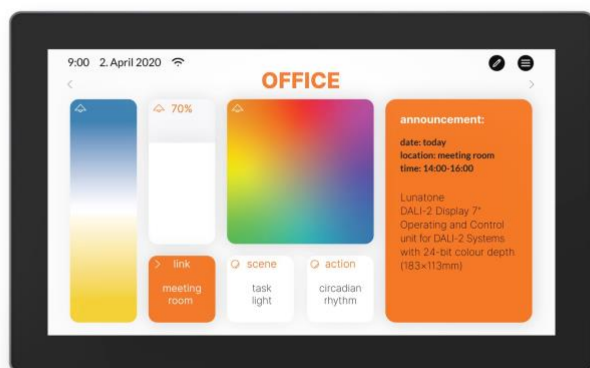 9:00 2. April 2020
OFFICE
70%
announcement:
date: today
location: meeting room
time: 14:00-16:00
Lunatone
DALI-2 Display 7"
Operating and Control
unit for DALI-2 Systems
with 24-bit colour depth
(183×113mm)
link
meeting
room
scene
task
light
action
circadian
rhythm